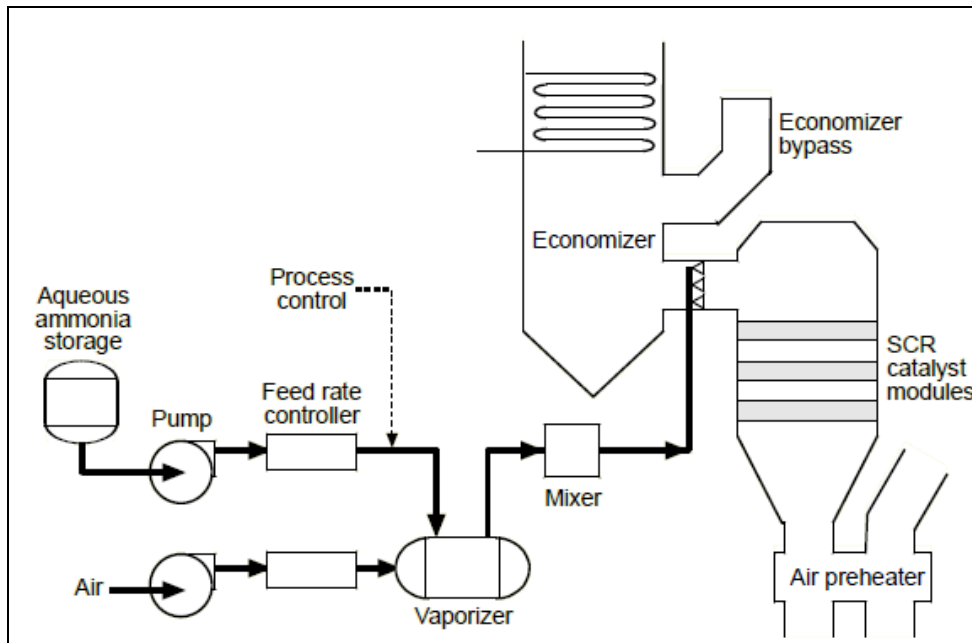 Economizer
bypass
Economizer
Process
control
Aqueous
ammonia
storage
SCR
catalyst
modules
Feed rate
controller
Pump
Mixer
Air preheater
Air
Vaporizer